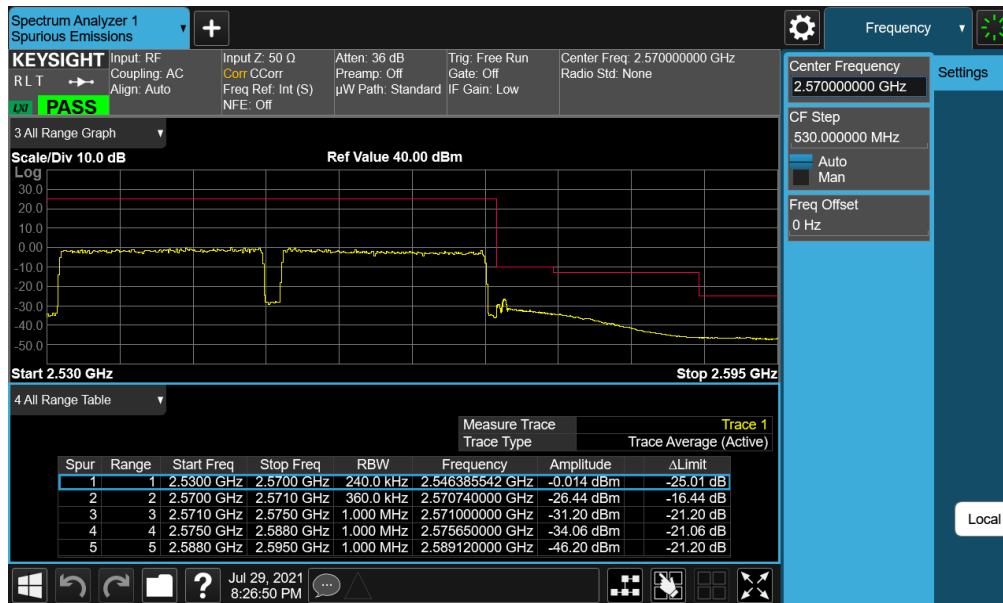 Spectrum Analyzer 1
Spurious Emissions
Frequency
KEYSIGHT
R L T
LXI
PASS
Input: RF
Coupling: AC
Align: Auto
Input Z: 50 Ω
Corr CCorr
Freq Ref: Int (S)
NFE: Off
Atten: 36 dB
Preamp: Off
µW Path: Standard
Trig: Free Run
Gate: Off
IF Gain: Low
Center Freq: 2.570000000 GHz
Radio Std: None
Center Frequency
2.570000000 GHz
Settings
CF Step
530.000000 MHz
Auto
Man
Freq Offset
0 Hz
3 All Range Graph
Scale/Div 10.0 dB
Ref Value 40.00 dBm
Log
30.0
20.0
10.0
0.00
-10.0
-20.0
-30.0
-40.0
-50.0
Start 2.530 GHz
Stop 2.595 GHz
4 All Range Table
Measure Trace Trace 1
Trace Type Trace Average (Active)
Spur Range Start Freq Stop Freq RBW Frequency Amplitude ΔLimit
1 1 2.5300 GHz 2.5700 GHz 240.0 kHz 2.546385542 GHz -0.014 dBm -25.01 dB
2 2 2.5700 GHz 2.5710 GHz 360.0 kHz 2.570740000 GHz -26.44 dBm -16.44 dB
3 3 2.5710 GHz 2.5750 GHz 1.000 MHz 2.571000000 GHz -31.20 dBm -21.20 dB
4 4 2.5750 GHz 2.5880 GHz 1.000 MHz 2.575650000 GHz -34.06 dBm -21.06 dB
5 5 2.5880 GHz 2.5950 GHz 1.000 MHz 2.589120000 GHz -46.20 dBm -21.20 dB
Local
?
Jul 29, 2021
8:26:50 PM